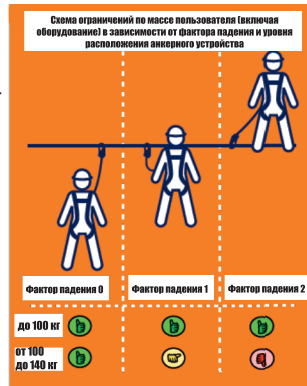 Схема ограничений по массе пользователя (включая
оборудование) в зависимости от фактора падения и уровня
расположения анкерного устройства
Фактор падения 0
Фактор падения 1
Фактор падения 2
до 100 кг
от 100
до 140 кг